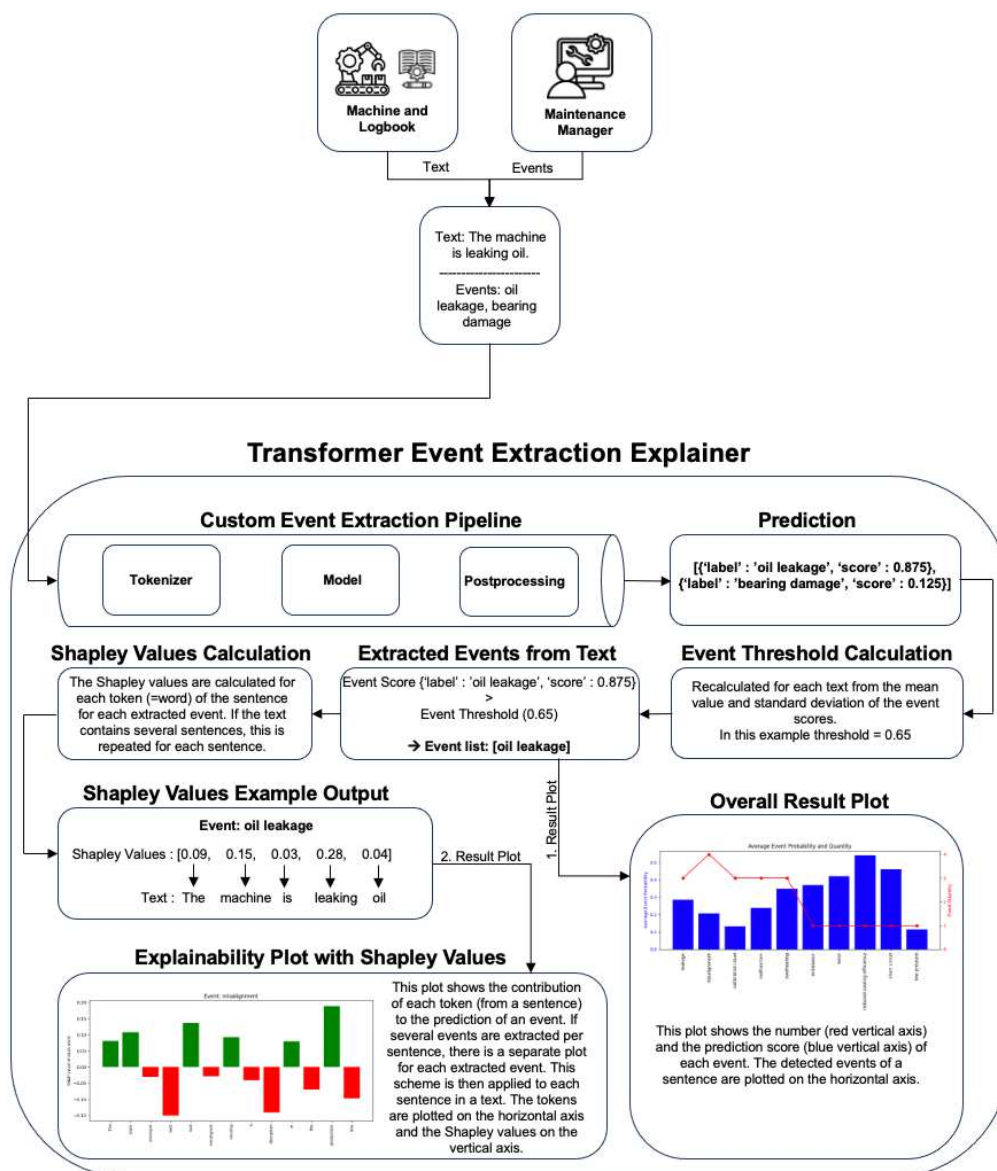 Machine and
Logbook
Maintenance
Manager
Text
Events
Text: The machine
is leaking oil.
-----------------------
Events: oil
leakage, bearing
damage
Transformer Event Extraction Explainer
Custom Event Extraction Pipeline
Prediction
Tokenizer
Model
Postprocessing
[{‘label’ : ’oil leakage’, ‘score’ : 0.875},
{‘label’ : ’bearing damage’, ‘score’ : 0.125}]
Shapley Values Calculation
Extracted Events from Text
Event Threshold Calculation
The Shapley values are calculated for
each token (=word) of the sentence
for each extracted event. If the text
contains several sentences, this is
repeated for each sentence.
Event Score {‘label’ : ’oil leakage’, ‘score’ : 0.875}
>
Event Threshold (0.65)
→ Event list: [oil leakage]
Recalculated for each text from the mean
value and standard deviation of the event
scores.
In this example threshold = 0.65
Shapley Values Example Output
Event: oil leakage
Shapley Values : [0.09, 0.15, 0.03, 0.28, 0.04]
Text : The machine is leaking oil
2. Result Plot
1. Result Plot
Overall Result Plot
Average Event Probability and Quantity
Average Event Probability
Event Quantity
Explainability Plot with Shapley Values
Event: misalignment
This plot shows the contribution
of each token (from a sentence)
to the prediction of an event. If
several events are extracted per
sentence, there is a separate plot
for each extracted event. This
scheme is then applied to each
sentence in a text. The tokens
are plotted on the horizontal axis
and the Shapley values on the
vertical axis.
This plot shows the number (red vertical axis)
and the prediction score (blue vertical axis) of
each event. The detected events of a
sentence are plotted on the horizontal axis.